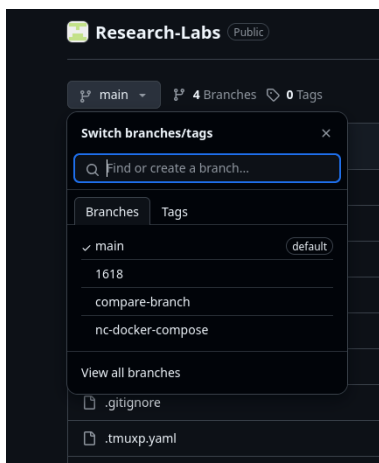 Research-Labs Public
main 4 Branches 0 Tags
Switch branches/tags
Find or create a branch...
Branches Tags
main default
1618
compare-branch
nc-docker-compose
View all branches
.gitignore
.tmuxp.yaml